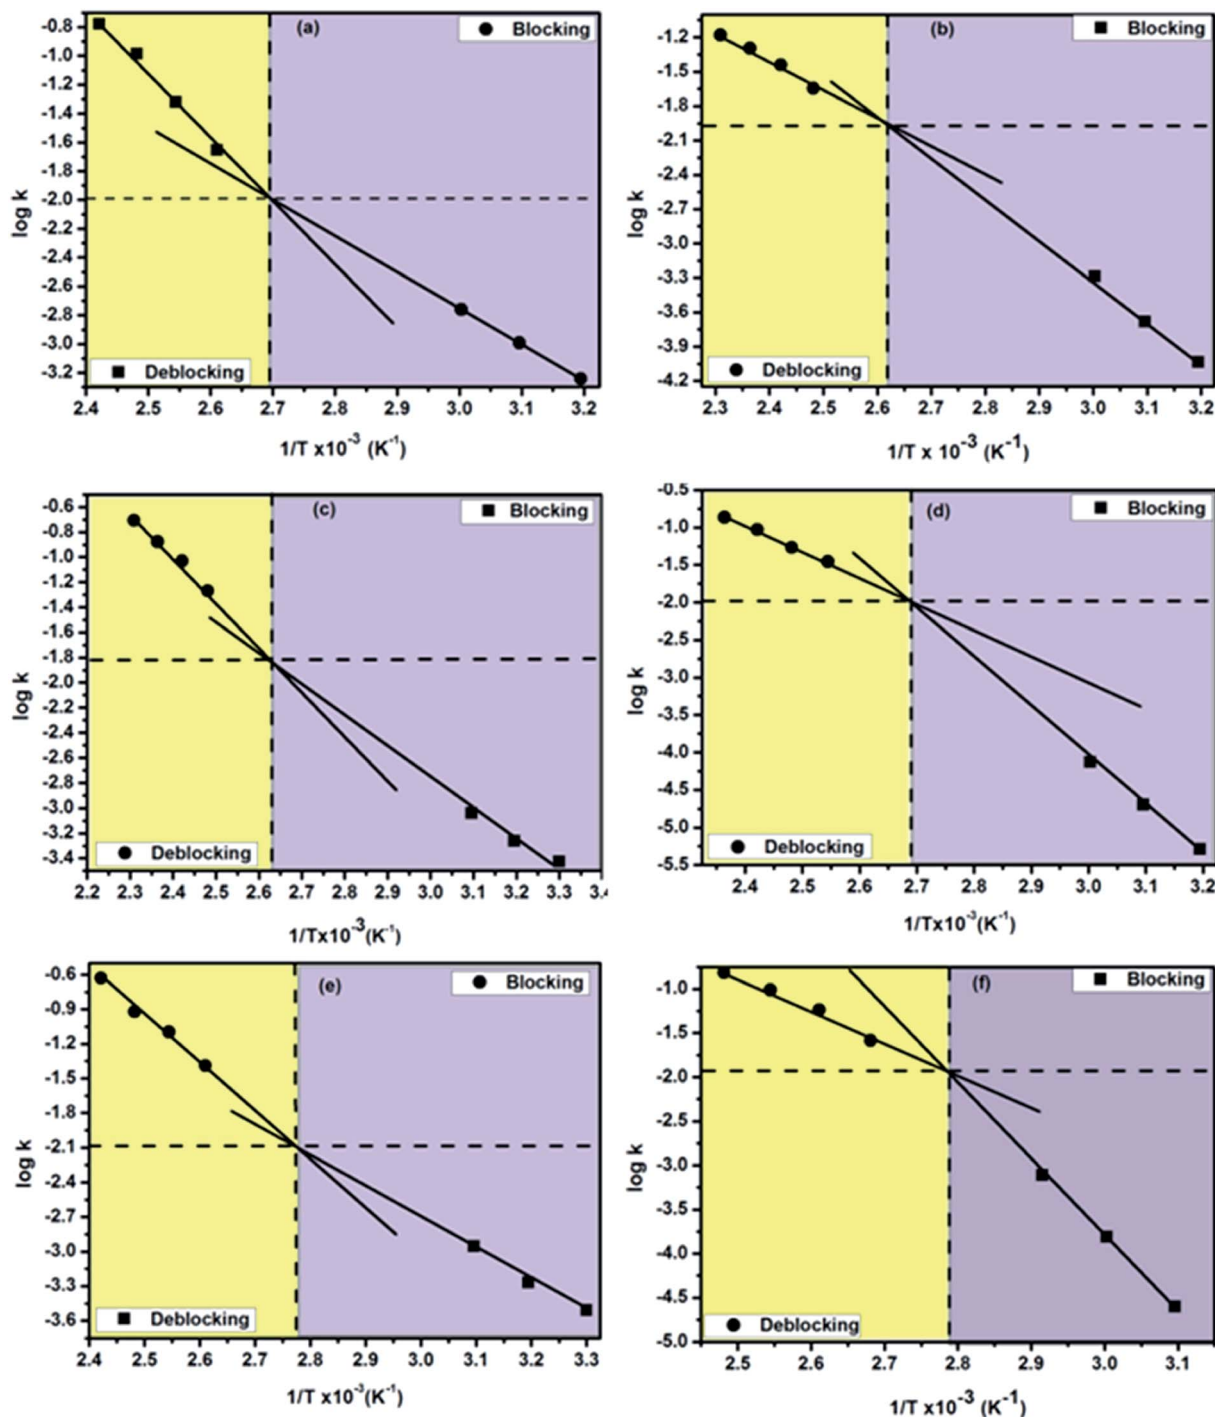 (a)
Blocking
-0.8
-1.0
-1.2
-1.4
-1.6
-1.8
-2.0
-2.2
-2.4
-2.6
-2.8
-3.0
-3.2
log k
Deblocking
2.4 2.5 2.6 2.7 2.8 2.9 3.0 3.1 3.2
1/T x10-3 (K-1)
(b)
Blocking
-1.2
-1.5
-1.8
-2.1
-2.4
-2.7
-3.0
-3.3
-3.6
-3.9
-4.2
log k
Deblocking
2.3 2.4 2.5 2.6 2.7 2.8 2.9 3.0 3.1 3.2
1/T x 10-3 (K-1)
(c)
Blocking
-0.6
-0.8
-1.0
-1.2
-1.4
-1.6
-1.8
-2.0
-2.2
-2.4
-2.6
-2.8
-3.0
-3.2
-3.4
log k
Deblocking
2.2 2.3 2.4 2.5 2.6 2.7 2.8 2.9 3.0 3.1 3.2 3.3 3.4
1/Tx10-3(K-1)
(d)
Blocking
-0.5
-1.0
-1.5
-2.0
-2.5
-3.0
-3.5
-4.0
-4.5
-5.0
-5.5
log k
Deblocking
2.4 2.5 2.6 2.7 2.8 2.9 3.0 3.1 3.2
1/Tx10-3 (K-1)
(e)
Blocking
-0.6
-0.9
-1.2
-1.5
-1.8
-2.1
-2.4
-2.7
-3.0
-3.3
-3.6
log k
Deblocking
2.4 2.5 2.6 2.7 2.8 2.9 3.0 3.1 3.2 3.3
1/T x10-3(K-1)
(f)
Blocking
-1.0
-1.5
-2.0
-2.5
-3.0
-3.5
-4.0
-4.5
-5.0
log k
Deblocking
2.5 2.6 2.7 2.8 2.9 3.0 3.1
1/T x10-3 (K-1)